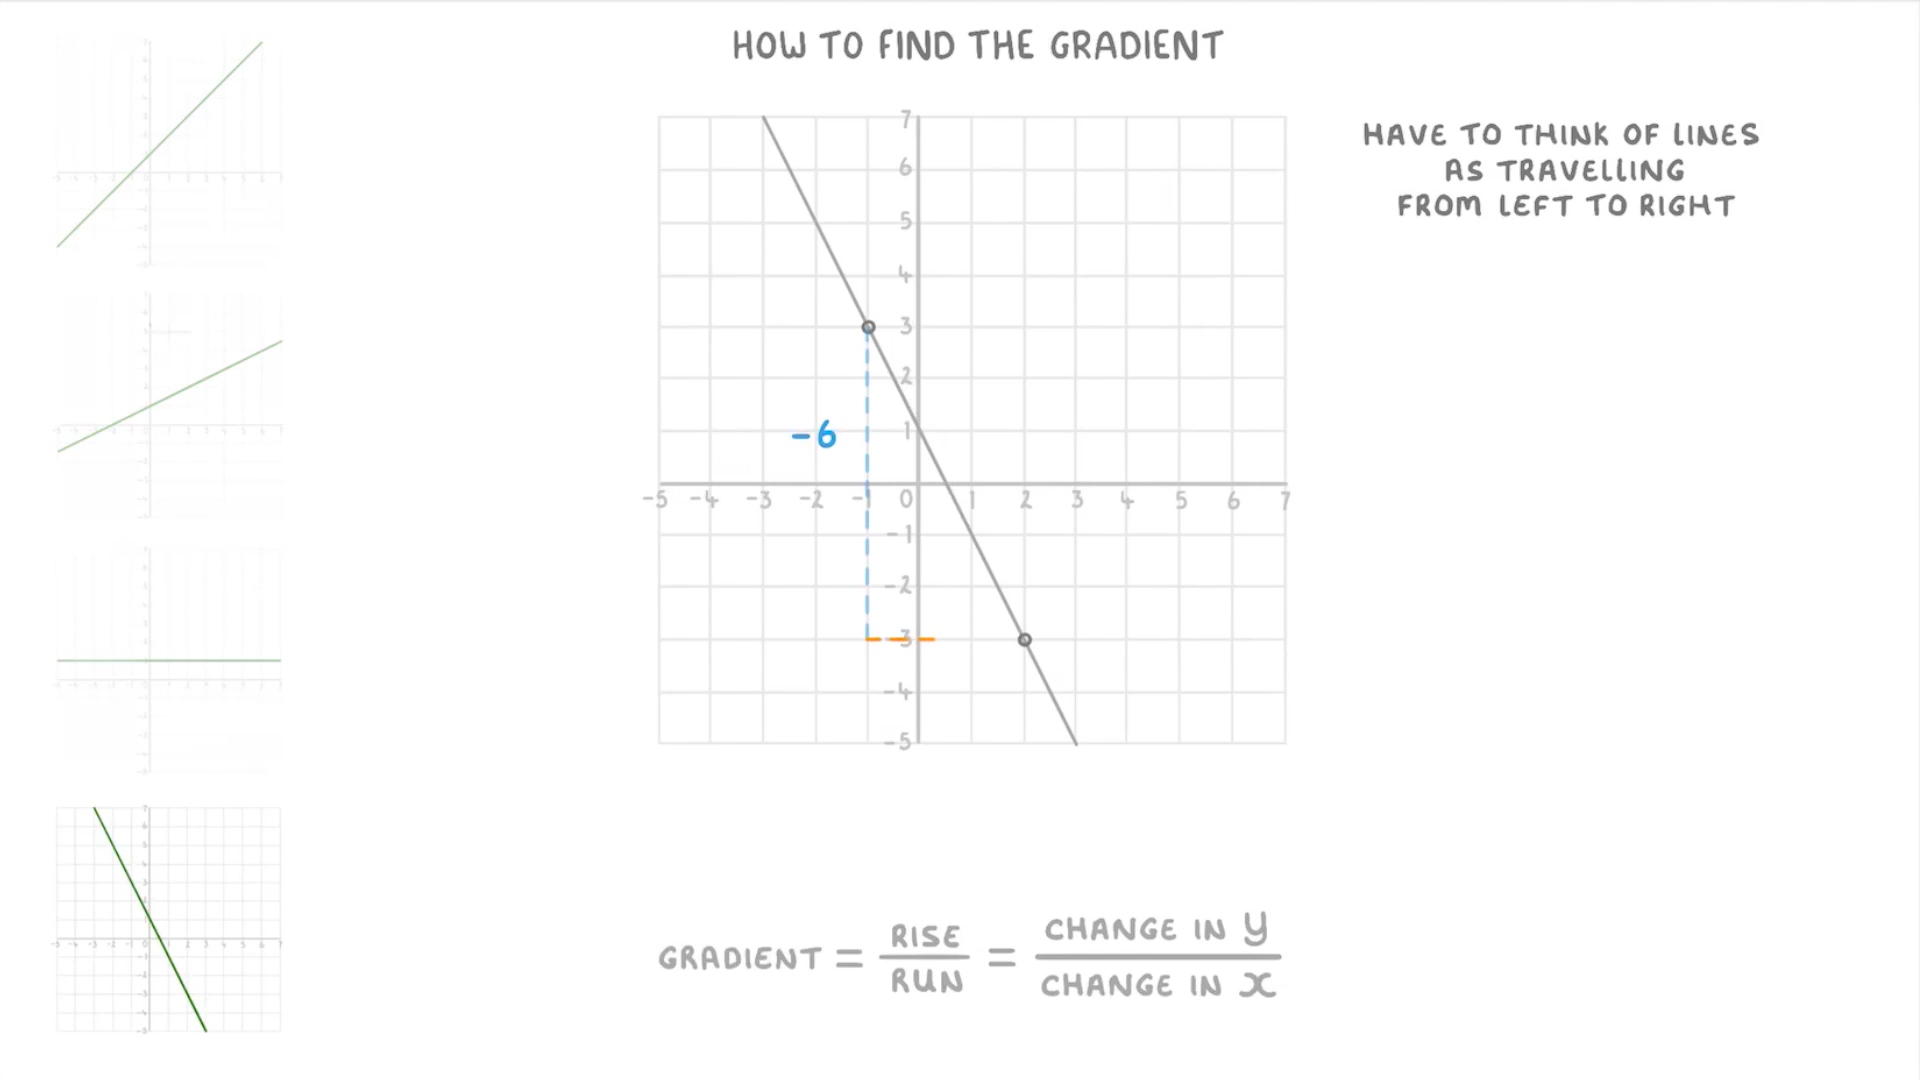 HOW TO FIND THE GRADIENT
HAVE TO THINK OF LINES
AS TRAVELLING
FROM LEFT TO RIGHT
7
6
5
4
3
2
1
-6
-5 -4 -3 -2 -1 0 1 2 3 4 5 6 7
-1
-2
-3
-4
-5
GRADIENT = RISE / RUN = CHANGE IN y / CHANGE IN x